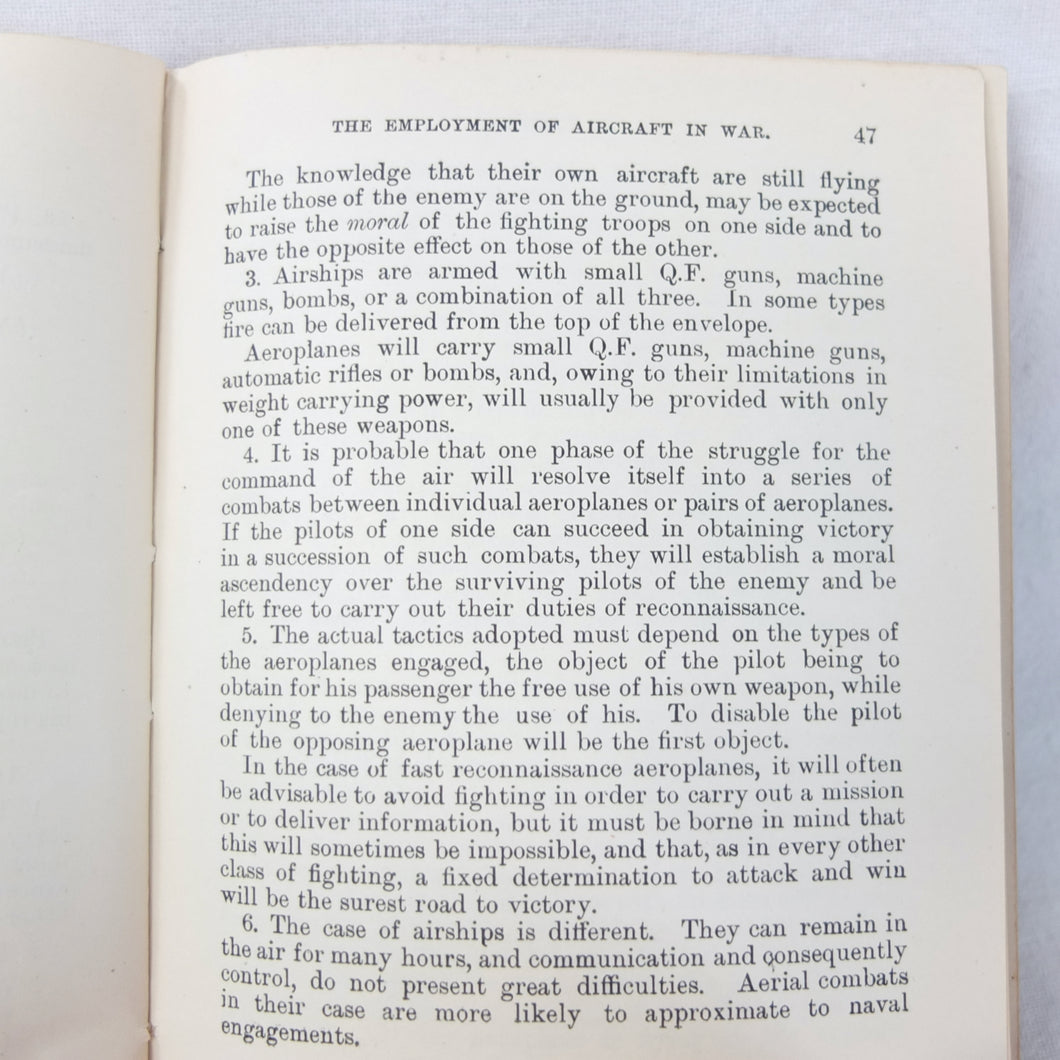 THE EMPLOYMENT OF AIRCRAFT IN WAR. 47
The knowledge that their own aircraft are still flying
while those of the enemy are on the ground, may be expected
to raise the moral of the fighting troops on one side and to
have the opposite effect on those of the other.
3. Airships are armed with small Q.F. guns, machine
guns, bombs, or a combination of all three. In some types
fire can be delivered from the top of the envelope.
Aeroplanes will carry small Q.F. guns, machine guns,
automatic rifles or bombs, and, owing to their limitations in
weight carrying power, will usually be provided with only
one of these weapons.
4. It is probable that one phase of the struggle for the
command of the air will resolve itself into a series of
combats between individual aeroplanes or pairs of aeroplanes.
If the pilots of one side can succeed in obtaining victory
in a succession of such combats, they will establish a moral
ascendency over the surviving pilots of the enemy and be
left free to carry out their duties of reconnaissance.
5. The actual tactics adopted must depend on the types of
the aeroplanes engaged, the object of the pilot being to
obtain for his passenger the free use of his own weapon, while
denying to the enemy the use of his. To disable the pilot
of the opposing aeroplane will be the first object.
In the case of fast reconnaissance aeroplanes, it will often
be advisable to avoid fighting in order to carry out a mission
or to deliver information, but it must be borne in mind that
this will sometimes be impossible, and that, as in every other
class of fighting, a fixed determination to attack and win
will be the surest road to victory.
6. The case of airships is different. They can remain in
the air for many hours, and communication and consequently
control, do not present great difficulties. Aerial combats
in their case are more likely to approximate to naval
engagements.